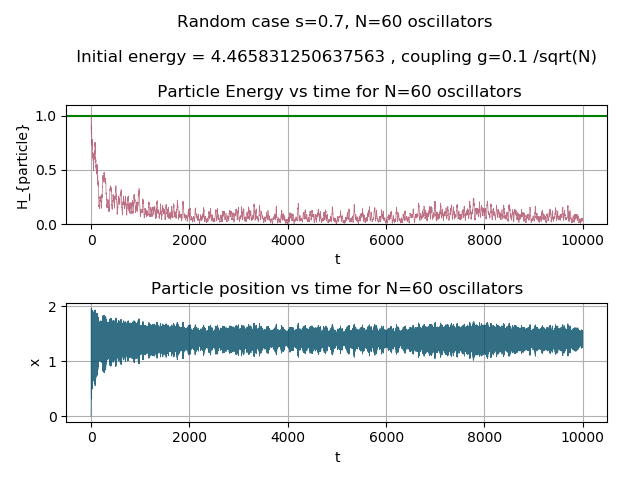 Random case s=0.7, N=60 oscillators
Initial energy = 4.465831250637563 , coupling g=0.1 /sqrt(N)
Particle Energy vs time for N=60 oscillators
H_{particle}
1.0
0.5
0.0
0 2000 4000 6000 8000 10000
t
Particle position vs time for N=60 oscillators
x
2
1
0
0 2000 4000 6000 8000 10000
t